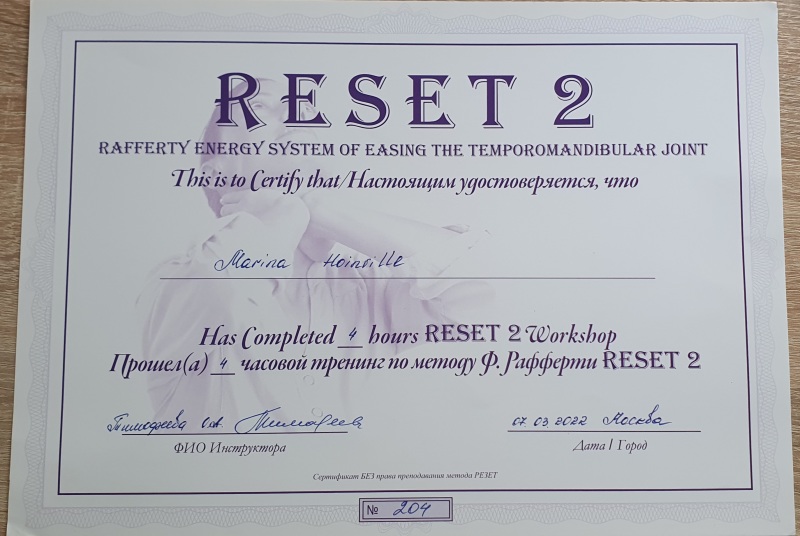 RESET 2
RAFFERTY ENERGY SYSTEM OF EASING THE TEMPOROMANDIBULAR JOINT
This is to Certify that/Настоящим удостоверяется, что
Marina Hoinville
Has Completed 4 hours RESET 2 Workshop
Прошел(а) 4 часовой тренинг по методу Ф. Рафферти RESET 2
Тимофеева О.А. Тимофеев 07.03.2022 Москва
ФИО Инструктора Дата / Город
Сертификат БЕЗ права преподавания метода РЕЗЕТ
№ 204